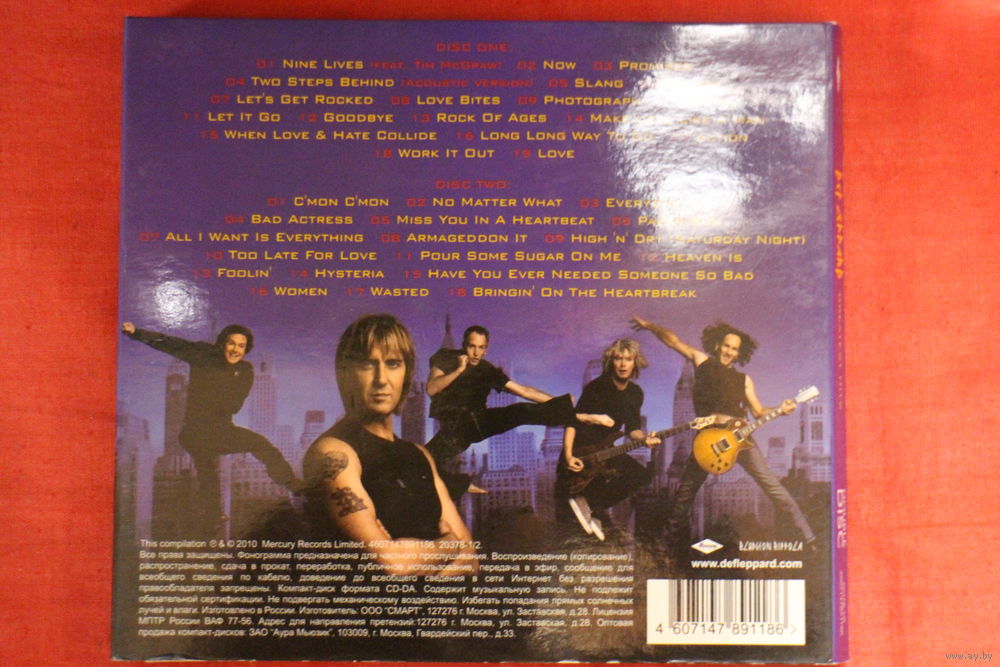 DISC ONE:
01 NINE LIVES (FEAT. TIM MCGRAW) 02 NOW 03
04 TWO STEPS BEHIND (ACOUSTIC VERSION) 05 SLANG
07 LET'S GET ROCKED 08 LOVE BITES 09 PHOTOGRAPH
11 LET IT GO 12 GOODBYE 13 ROCK OF AGES 14 MAKE A MAN
15 WHEN LOVE & HATE COLLIDE 16 LONG LONG WAY TO
18 WORK IT OUT 19 LOVE
DISC TWO:
01 C'MON C'MON 02 NO MATTER WHAT 03
04 BAD ACTRESS 05 MISS YOU IN A HEARTBEAT 06
07 ALL I WANT IS EVERYTHING 08 ARMAGEDDON IT 09 HIGH 'N' DRY (SATURDAY NIGHT)
10 TOO LATE FOR LOVE 11 POUR SOME SUGAR ON ME 12 HEAVEN IS
13 FOOLIN' 14 HYSTERIA 15 HAVE YOU EVER NEEDED SOMEONE SO BAD
16 WOMEN 17 WASTED 18 BRINGIN' ON THE HEARTBREAK
This compilation ℗ & © 2010 Mercury Records Limited. 4607147891186 20378-1/2.
Все права защищены. Фонограмма предназначена для частного прослушивания. Воспроизведение (копирование),
распространение, сдача в прокат, переработка, публичное использование, передача в эфир, сообщение для
всеобщего сведения по кабелю, доведение до всеобщего сведения в сети Интернет без разрешения
правообладателя запрещены. Компакт-диск формата CD-DA. Содержит музыкальную запись. Не подлежит
обязательной сертификации. Не подвергать механическому воздействию. Избегать попадания прямых солнечных
лучей и влаги. Изготовлено в России. Изготовитель: ООО "СМАРТ", 127276 г. Москва, ул. Заставская, д.28. Лицензия
МПТР России ВАФ 77-56. Адрес для направления претензий:127276 г. Москва, ул. Заставская, д.28. Оптовая
продажа компакт-дисков: ЗАО "Аура Мьюзик", 103009, г. Москва, Гвардейский пер., д.33.
BLUDGEON RIFFOLA
www.defleppard.com
4 607147 891186
www.ay.by